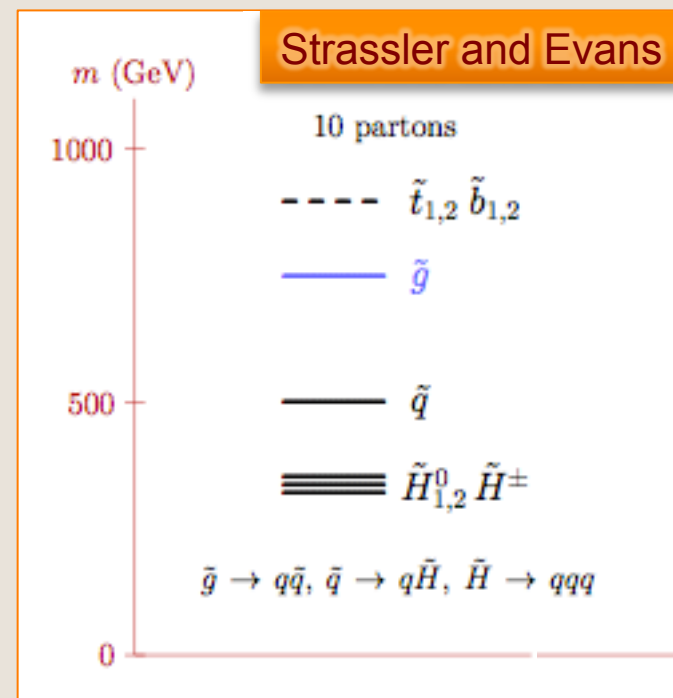 Strassler and Evans
m (GeV)
10 partons
1000
t̃₁,₂ b̃₁,₂
g̃
500
q̃
H̃⁰₁,₂ H̃±
g̃ → qq̃, q̃ → qH̃, H̃ → qqq
0